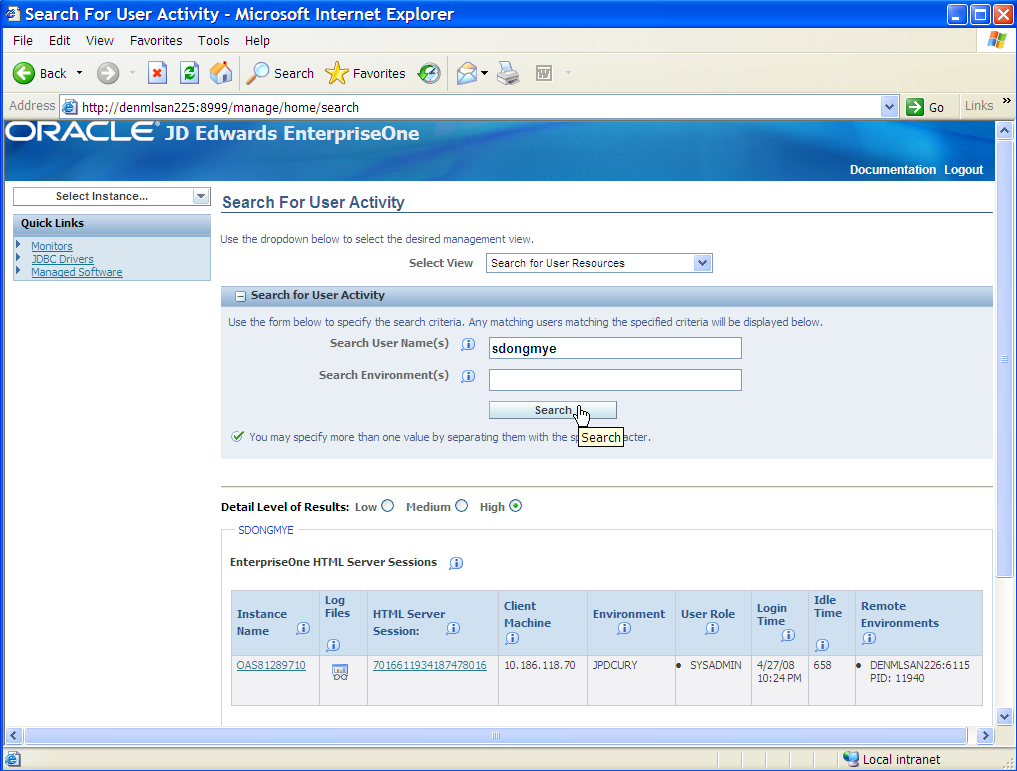 Search For User Activity - Microsoft Internet Explorer
File Edit View Favorites Tools Help
Back Search Favorites
Address http://denmlsan225:8999/manage/home/search Go Links »
ORACLE® JD Edwards EnterpriseOne
Documentation Logout
Select Instance...
Quick Links
Monitors
JDBC Drivers
Managed Software
Search For User Activity
Use the dropdown below to select the desired management view.
Select View Search for User Resources
Search for User Activity
Use the form below to specify the search criteria. Any matching users matching the specified criteria will be displayed below.
Search User Name(s) sdongmye
Search Environment(s)
Search
Search
You may specify more than one value by separating them with the sp acter.
Detail Level of Results: Low Medium High
SDONGMYE
EnterpriseOne HTML Server Sessions
Instance Name
Log Files
HTML Server Session:
Client Machine
Environment
User Role
Login Time
Idle Time
Remote Environments
OAS81289710
7016611934187478016
10.186.118.70
JPDCURY
• SYSADMIN
4/27/08 10:24 PM
658
• DENMLSAN226:6115 PID: 11940
Local intranet